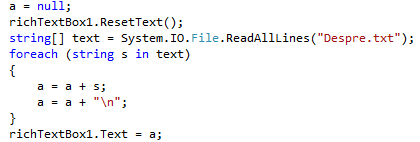 a = null;
richTextBox1.ResetText();
string[] text = System.IO.File.ReadAllLines("Despre.txt");
foreach (string s in text)
{
    a = a + s;
    a = a + "\n";
}
richTextBox1.Text = a;